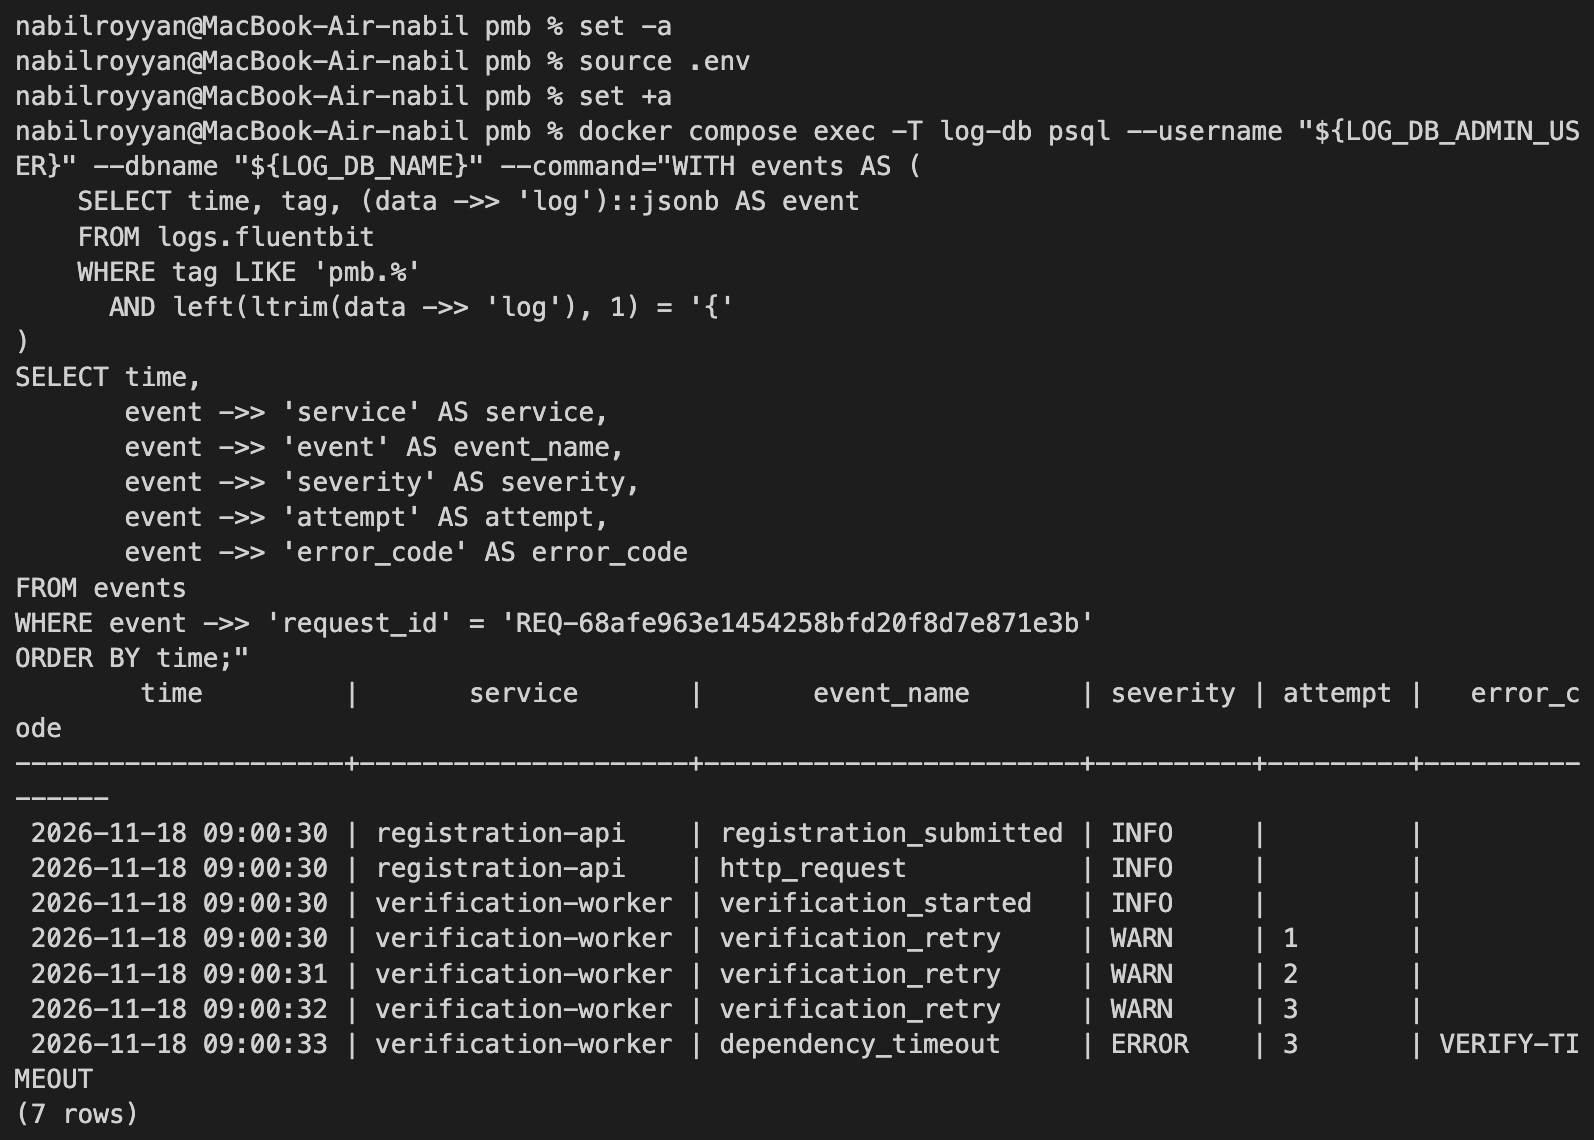 nabilroyyan@MacBook-Air-nabil pmb % set -a
nabilroyyan@MacBook-Air-nabil pmb % source .env
nabilroyyan@MacBook-Air-nabil pmb % set +a
nabilroyyan@MacBook-Air-nabil pmb % docker compose exec -T log-db psql --username "${LOG_DB_ADMIN_US
ER}" --dbname "${LOG_DB_NAME}" --command="WITH events AS (
    SELECT time, tag, (data ->> 'log')::jsonb AS event
    FROM logs.fluentbit
    WHERE tag LIKE 'pmb.%'
      AND left(ltrim(data ->> 'log'), 1) = '{'
)
SELECT time,
       event ->> 'service' AS service,
       event ->> 'event' AS event_name,
       event ->> 'severity' AS severity,
       event ->> 'attempt' AS attempt,
       event ->> 'error_code' AS error_code
FROM events
WHERE event ->> 'request_id' = 'REQ-68afe963e1454258bfd20f8d7e871e3b'
ORDER BY time;"
        time         |       service       |       event_name       | severity | attempt |   error_c
ode
---------------------+---------------------+------------------------+----------+---------+----------
------
 2026-11-18 09:00:30 | registration-api    | registration_submitted | INFO     |         |
 2026-11-18 09:00:30 | registration-api    | http_request           | INFO     |         |
 2026-11-18 09:00:30 | verification-worker | verification_started   | INFO     |         |
 2026-11-18 09:00:30 | verification-worker | verification_retry     | WARN     | 1       |
 2026-11-18 09:00:31 | verification-worker | verification_retry     | WARN     | 2       |
 2026-11-18 09:00:32 | verification-worker | verification_retry     | WARN     | 3       |
 2026-11-18 09:00:33 | verification-worker | dependency_timeout     | ERROR    | 3       | VERIFY-TI
MEOUT
(7 rows)